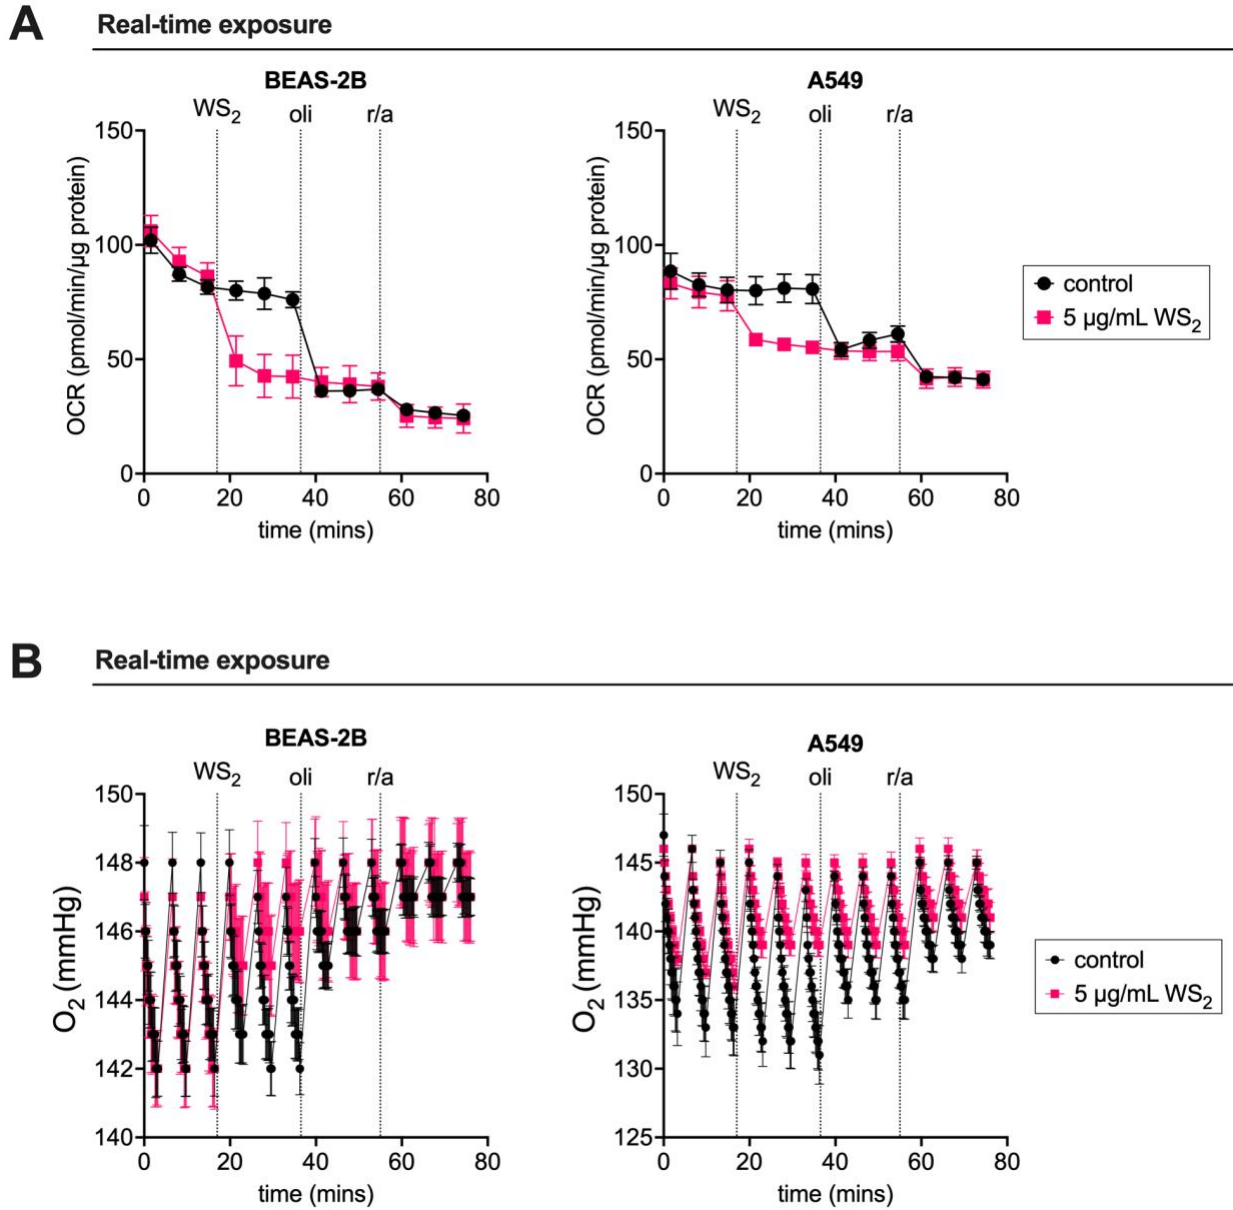 A
Real-time exposure
BEAS-2B
WS₂ oli r/a
150
100
50
0
0 20 40 60 80
OCR (pmol/min/µg protein)
time (mins)
A549
WS₂ oli r/a
150
100
50
0
0 20 40 60 80
OCR (pmol/min/µg protein)
time (mins)
control
5 µg/mL WS₂
B
Real-time exposure
BEAS-2B
WS₂ oli r/a
150
148
146
144
142
140
0 20 40 60 80
O₂ (mmHg)
time (mins)
A549
WS₂ oli r/a
150
145
140
135
130
125
0 20 40 60 80
O₂ (mmHg)
time (mins)
control
5 µg/mL WS₂